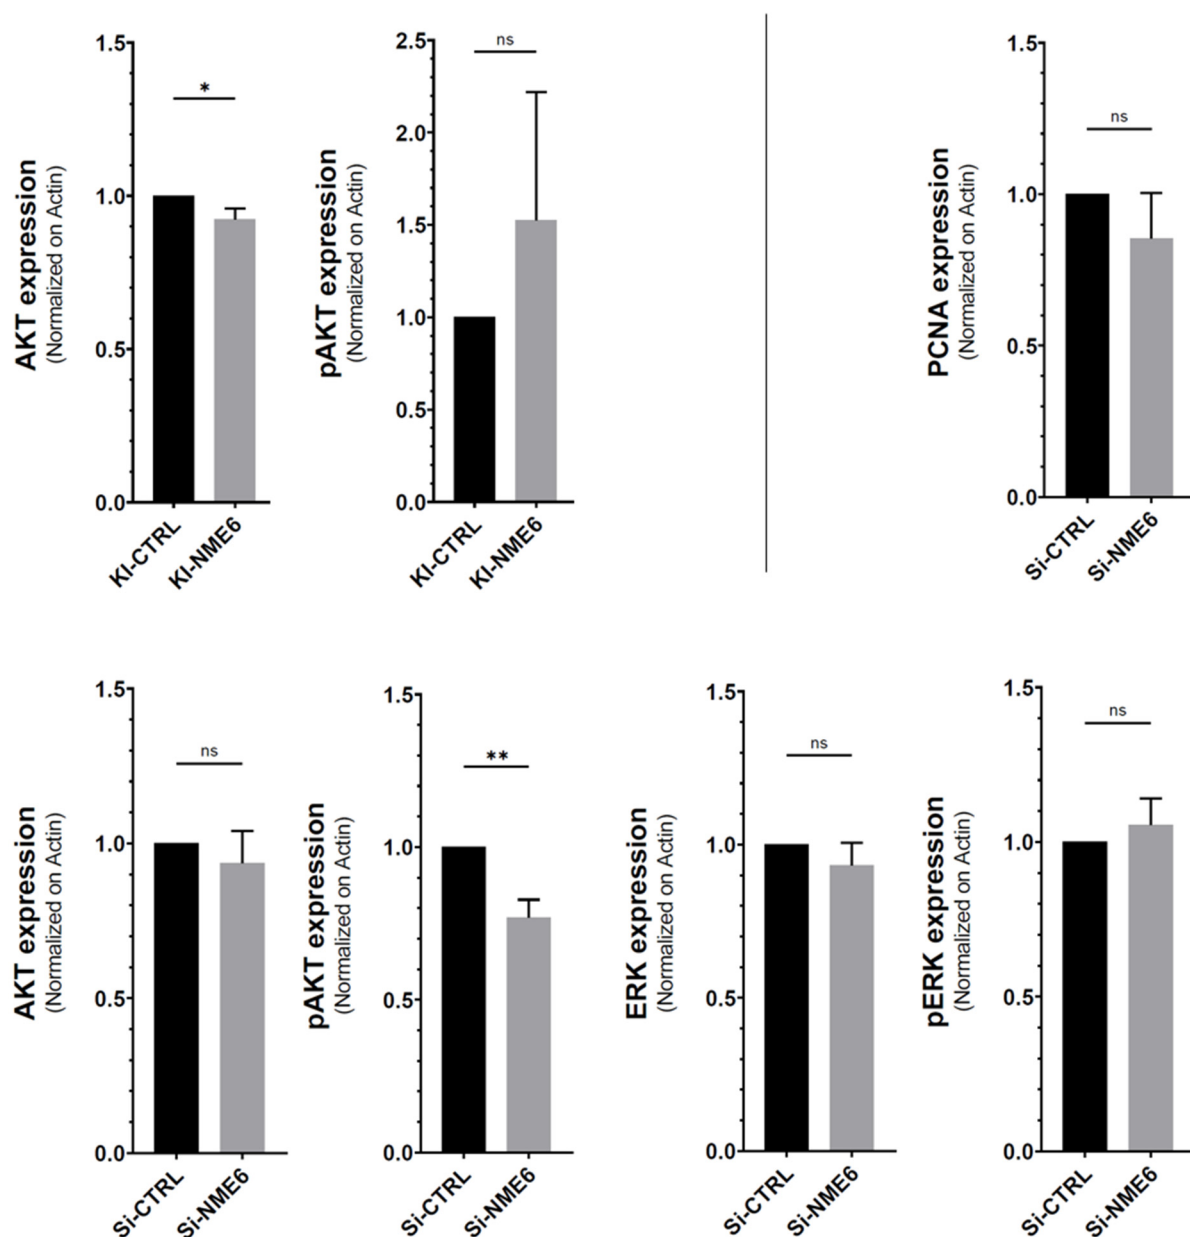 AKT expression
(Normalized on Actin)
1.5
1.0
0.5
0.0
*
KI-CTRL
KI-NME6
pAKT expression
(Normalized on Actin)
2.5
2.0
1.5
1.0
0.5
0.0
ns
KI-CTRL
KI-NME6
PCNA expression
(Normalized on Actin)
1.5
1.0
0.5
0.0
ns
Si-CTRL
Si-NME6
AKT expression
(Normalized on Actin)
1.5
1.0
0.5
0.0
ns
Si-CTRL
Si-NME6
pAKT expression
(Normalized on Actin)
1.5
1.0
0.5
0.0
**
Si-CTRL
Si-NME6
ERK expression
(Normalized on Actin)
1.5
1.0
0.5
0.0
ns
Si-CTRL
Si-NME6
pERK expression
(Normalized on Actin)
1.5
1.0
0.5
0.0
ns
Si-CTRL
Si-NME6